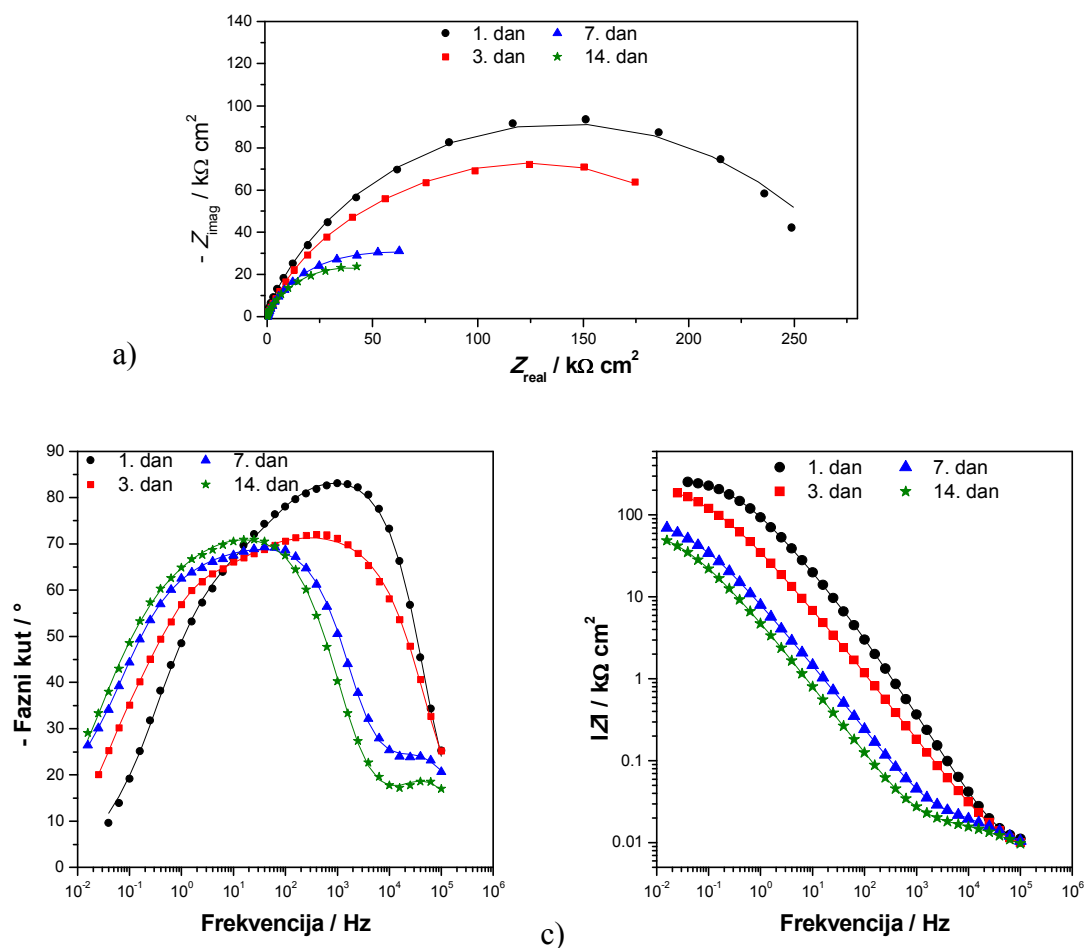 140
120
100
80
60
40
20
0
- Zimag / kΩ cm²
1. dan
3. dan
7. dan
14. dan
0 50 100 150 200 250
Zreal / kΩ cm²
a)
90
80
70
60
50
40
30
20
10
0
- Fazni kut / °
1. dan
3. dan
7. dan
14. dan
10⁻² 10⁻¹ 10⁰ 10¹ 10² 10³ 10⁴ 10⁵ 10⁶
Frekvencija / Hz
100
10
1
0.1
0.01
|Z| / kΩ cm²
1. dan
3. dan
7. dan
14. dan
10⁻² 10⁻¹ 10⁰ 10¹ 10² 10³ 10⁴ 10⁵ 10⁶
Frekvencija / Hz
c)